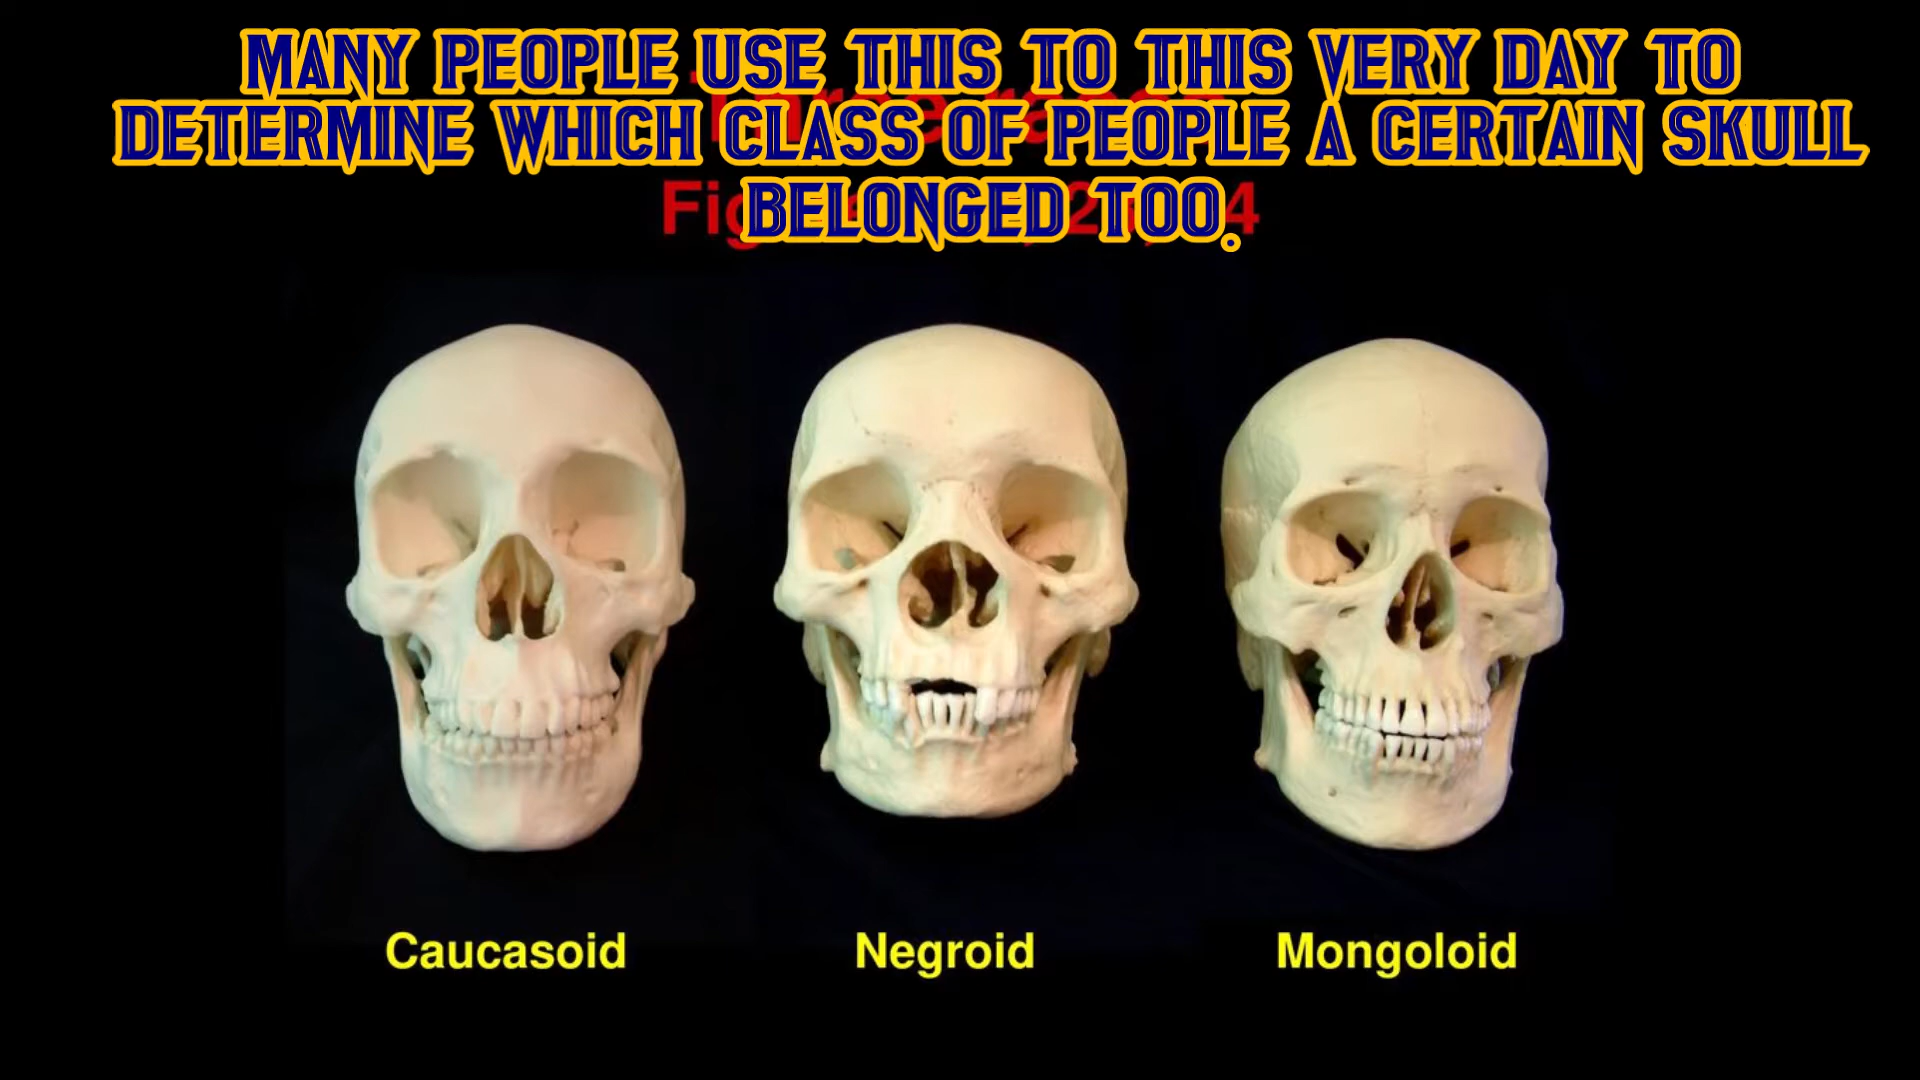 MANY PEOPLE USE THIS TO THIS VERY DAY TO
DETERMINE WHICH CLASS OF PEOPLE A CERTAIN SKULL
BELONGED TOO.
Caucasoid
Negroid
Mongoloid